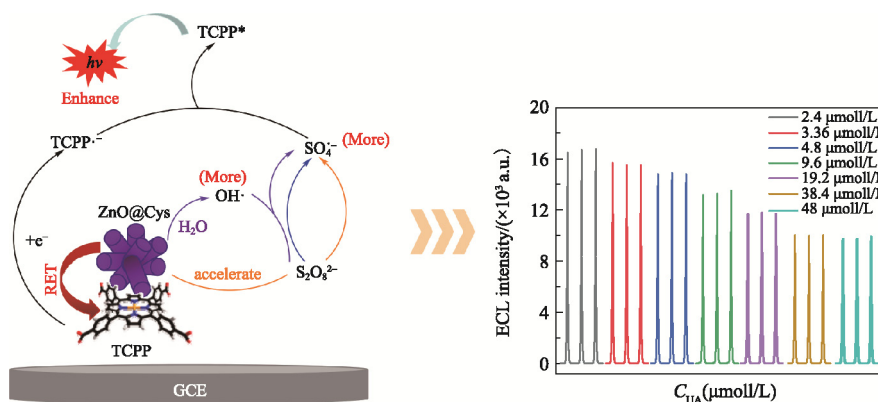 TCPP*
hv
Enhance
TCPP·⁻
SO₄·⁻ (More)
(More)
OH·
ZnO@Cys
H₂O
+e⁻
RET
accelerate
S₂O₈²⁻
TCPP
GCE
ECL intensity/(×10³ a.u.)
20
16
12
8
4
0
2.4 μmoll/L
3.36 μmoll/L
4.8 μmoll/L
9.6 μmoll/L
19.2 μmoll/L
38.4 μmoll/L
48 μmoll/L
C_UA(μmoll/L)